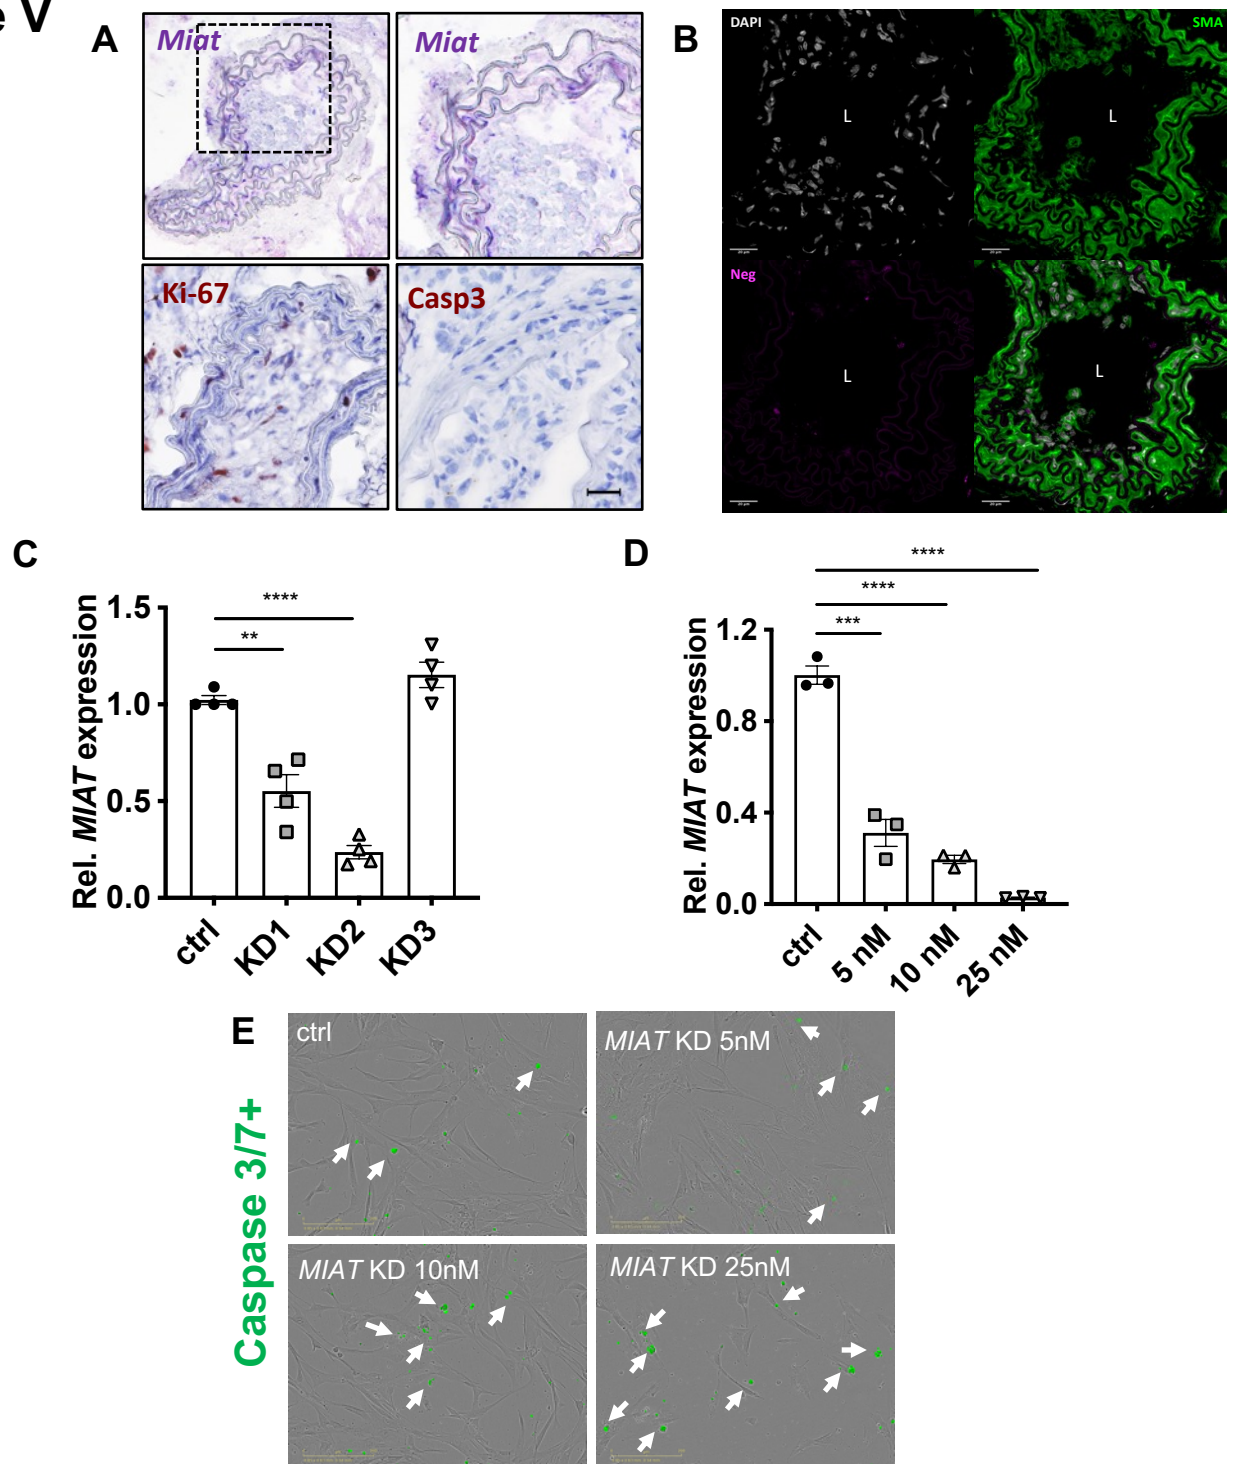 e V
A
Miat
Miat
Ki-67
Casp3
B
DAPI
SMA
L
L
Neg
L
L
C
Rel. MIAT expression
1.5
1.0
0.5
0.0
****
**
ctrl
KD1
KD2
KD3
D
Rel. MIAT expression
1.2
0.8
0.4
0.0
****
****
***
ctrl
5 nM
10 nM
25 nM
E
Caspase 3/7+
ctrl
MIAT KD 5nM
MIAT KD 10nM
MIAT KD 25nM